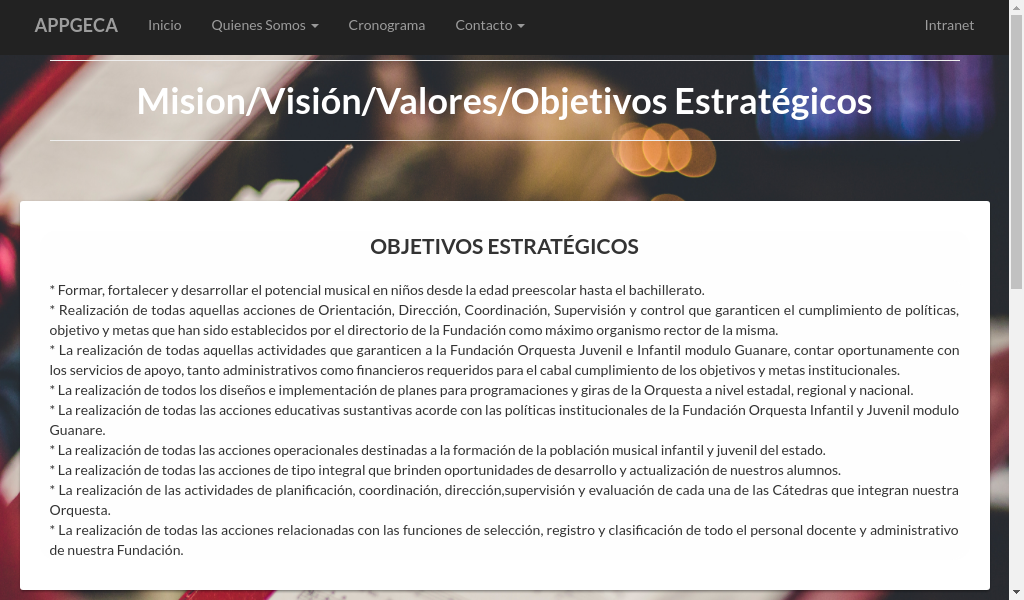 APPGECA Inicio Quienes Somos Cronograma Contacto Intranet
Mision/Visión/Valores/Objetivos Estratégicos
OBJETIVOS ESTRATÉGICOS
* Formar, fortalecer y desarrollar el potencial musical en niños desde la edad preescolar hasta el bachillerato.
* Realización de todas aquellas acciones de Orientación, Dirección, Coordinación, Supervisión y control que garanticen el cumplimiento de políticas,
objetivo y metas que han sido establecidos por el directorio de la Fundación como máximo organismo rector de la misma.
* La realización de todas aquellas actividades que garanticen a la Fundación Orquesta Juvenil e Infantil modulo Guanare, contar oportunamente con
los servicios de apoyo, tanto administrativos como financieros requeridos para el cabal cumplimiento de los objetivos y metas institucionales.
* La realización de todos los diseños e implementación de planes para programaciones y giras de la Orquesta a nivel estadal, regional y nacional.
* La realización de todas las acciones educativas sustantivas acorde con las políticas institucionales de la Fundación Orquesta Infantil y Juvenil modulo
Guanare.
* La realización de todas las acciones operacionales destinadas a la formación de la población musical infantil y juvenil del estado.
* La realización de todas las acciones de tipo integral que brinden oportunidades de desarrollo y actualización de nuestros alumnos.
* La realización de las actividades de planificación, coordinación, dirección,supervisión y evaluación de cada una de las Cátedras que integran nuestra
Orquesta.
* La realización de todas las acciones relacionadas con las funciones de selección, registro y clasificación de todo el personal docente y administrativo
de nuestra Fundación.